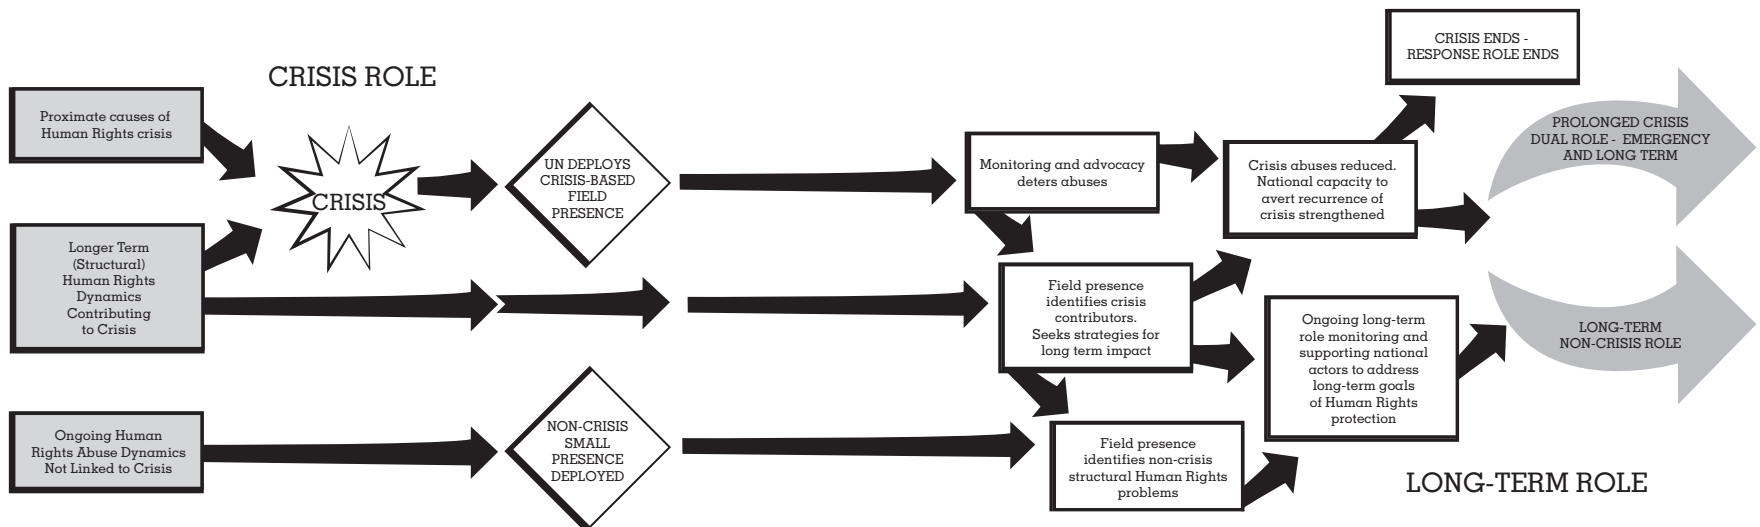 CRISIS ROLE
Proximate causes of
Human Rights crisis
Longer Term
(Structural)
Human Rights
Dynamics
Contributing
to Crisis
Ongoing Human
Rights Abuse Dynamics
Not Linked to Crisis
CRISIS
UN DEPLOYS
CRISIS-BASED
FIELD
PRESENCE
NON-CRISIS
SMALL
PRESENCE
DEPLOYED
Monitoring and advocacy
deters abuses
Field presence
identifies crisis
contributors.
Seeks strategies for
long term impact
Field presence
identifies non-crisis
structural Human Rights
problems
Crisis abuses reduced.
National capacity to
avert recurrence of
crisis strengthened
Ongoing long-term
role monitoring and
supporting national
actors to address
long-term goals
of Human Rights
protection
CRISIS ENDS -
RESPONSE ROLE ENDS
PROLONGED CRISIS
DUAL ROLE - EMERGENCY
AND LONG TERM
LONG-TERM
NON-CRISIS ROLE
LONG-TERM ROLE